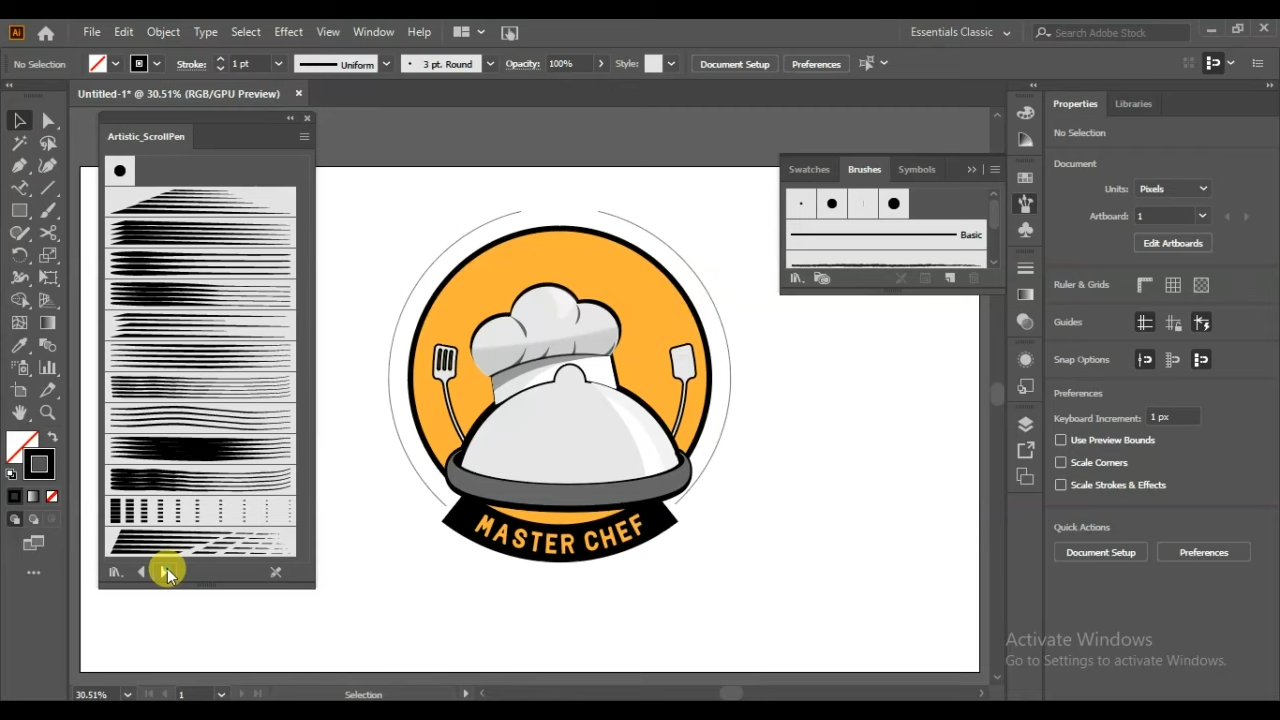 Ai File Edit Object Type Select Effect View Window Help Essentials Classic Search Adobe Stock
No Selection Stroke: 1 pt Uniform 3 pt. Round Opacity: 100% Style: Document Setup Preferences
Untitled-1* @ 30.51% (RGB/GPU Preview)
Artistic_ScrollPen
Swatches Brushes Symbols
Basic
MASTER CHEF
Properties Libraries
No Selection
Document
Units: Pixels
Artboard: 1
Edit Artboards
Ruler & Grids
Guides
Snap Options
Preferences
Keyboard Increment: 1 px
Use Preview Bounds
Scale Corners
Scale Strokes & Effects
Quick Actions
Document Setup Preferences
Activate Windows
Go to Settings to activate Windows.
30.51% 1 Selection